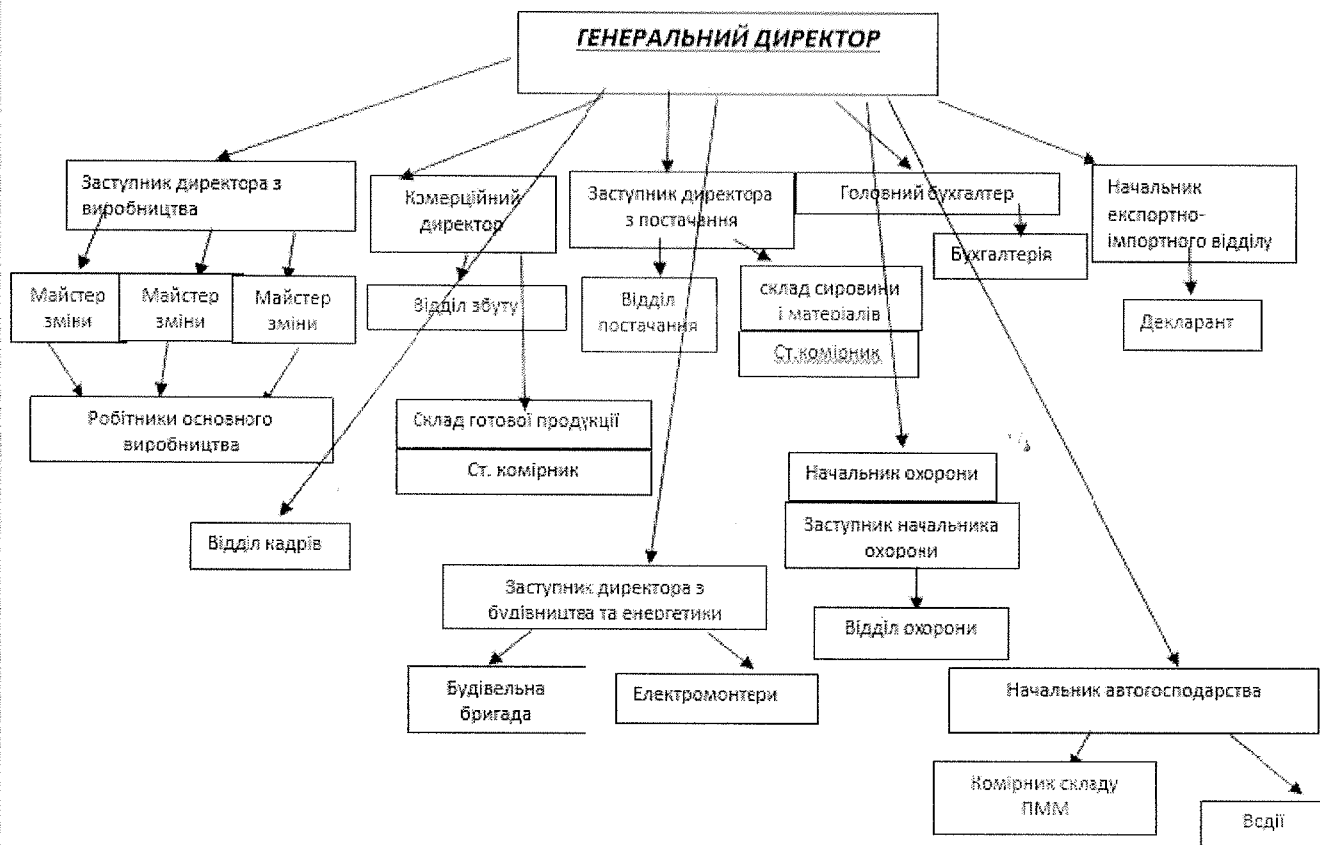 ГЕНЕРАЛЬНИЙ ДИРЕКТОР
Заступник директора з
виробництва
Комерційний
директор
Заступник директора
з постачання
Головний бухгалтер
Начальник
експортно-
імпортного відділу
Бухгалтерія
Майстер
зміни
Майстер
зміни
Майстер
зміни
Відділ збуту
Відділ
постачання
склад сировини
і матеріалів
Ст.комірник
Декларант
Робітники основного
виробництва
Склад готової продукції
Ст. комірник
Начальник охорони
Заступник начальника
охорони
Відділ кадрів
Заступник директора з
будівництва та енергетики
Відділ охорони
Будівельна
бригада
Електромонтери
Начальник автогосподарства
Комірник складу
ПММ
Водії